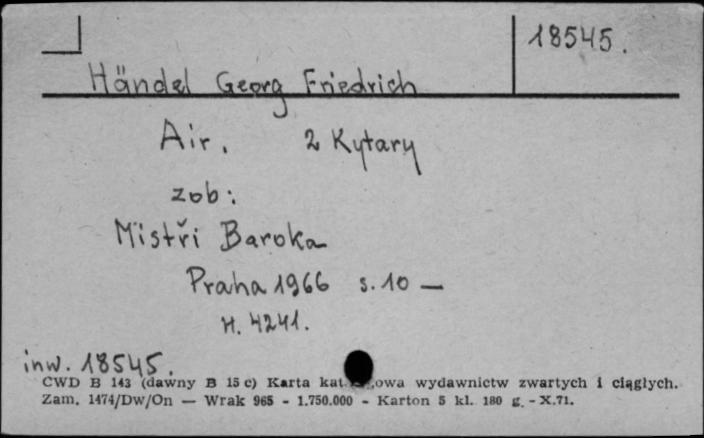 18545.
Händel Georg Friedrich
Air. 2 Kytary
zob:
Mistři Baroka
Praha 1966 s. 10 —
H. 4241.
inw. 18545.
CWD B 143 (dawny B 15 c) Karta kat owa wydawnictw zwartych i ciągłych.
Zam. 1474/Dw/On — Wrak 965 - 1.750.000 - Karton 5 kl. 180 g. - X.71.